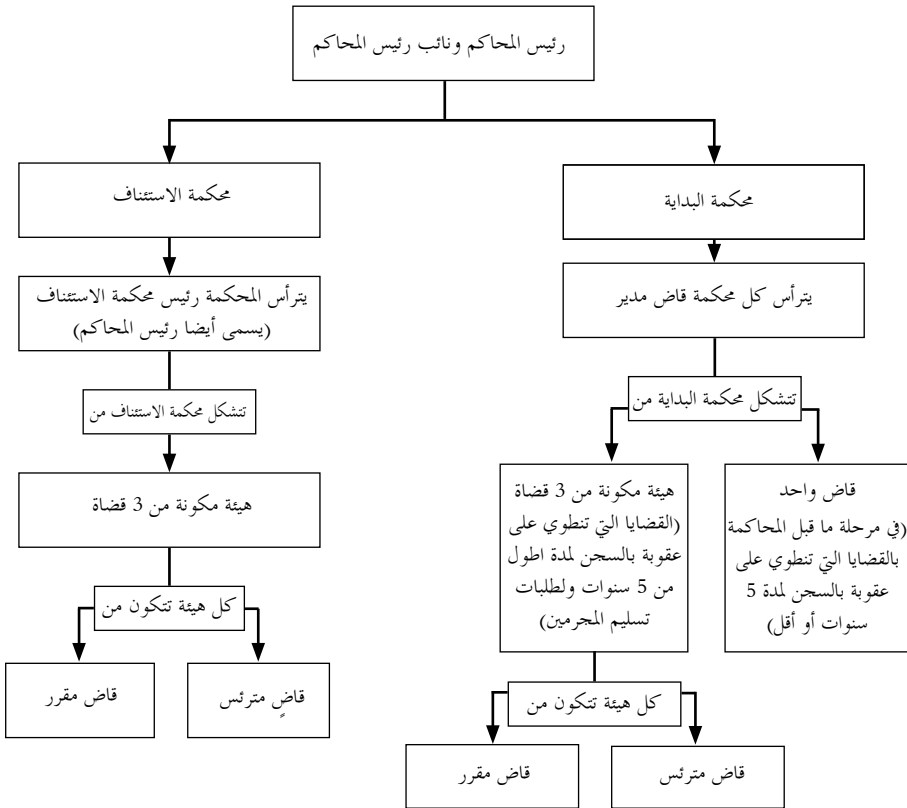 رئيس المحاكم ونائب رئيس المحاكم
محكمة البداية
محكمة الاستئناف
يترأس كل محكمة قاض مدير
يترأس المحكمة رئيس محكمة الاستئناف
(يسمى أيضا رئيس المحاكم)
تتشكل محكمة البداية من
تتشكل محكمة الاستئناف من
قاض واحد
(في مرحلة ما قبل المحاكمة
بالقضايا التي تنطوي على
عقوبة بالسجن لمدة 5
سنوات أو أقل)
هيئة مكونة من 3 قضاة
(القضايا التي تنطوي على
عقوبة بالسجن لمدة اطول
من 5 سنوات ولطلبات
تسليم المجرمين)
هيئة مكونة من 3 قضاة
كل هيئة تتكون من
قاضٍ مترئس
قاض مقرر
كل هيئة تتكون من
قاض مترئس
قاض مقرر